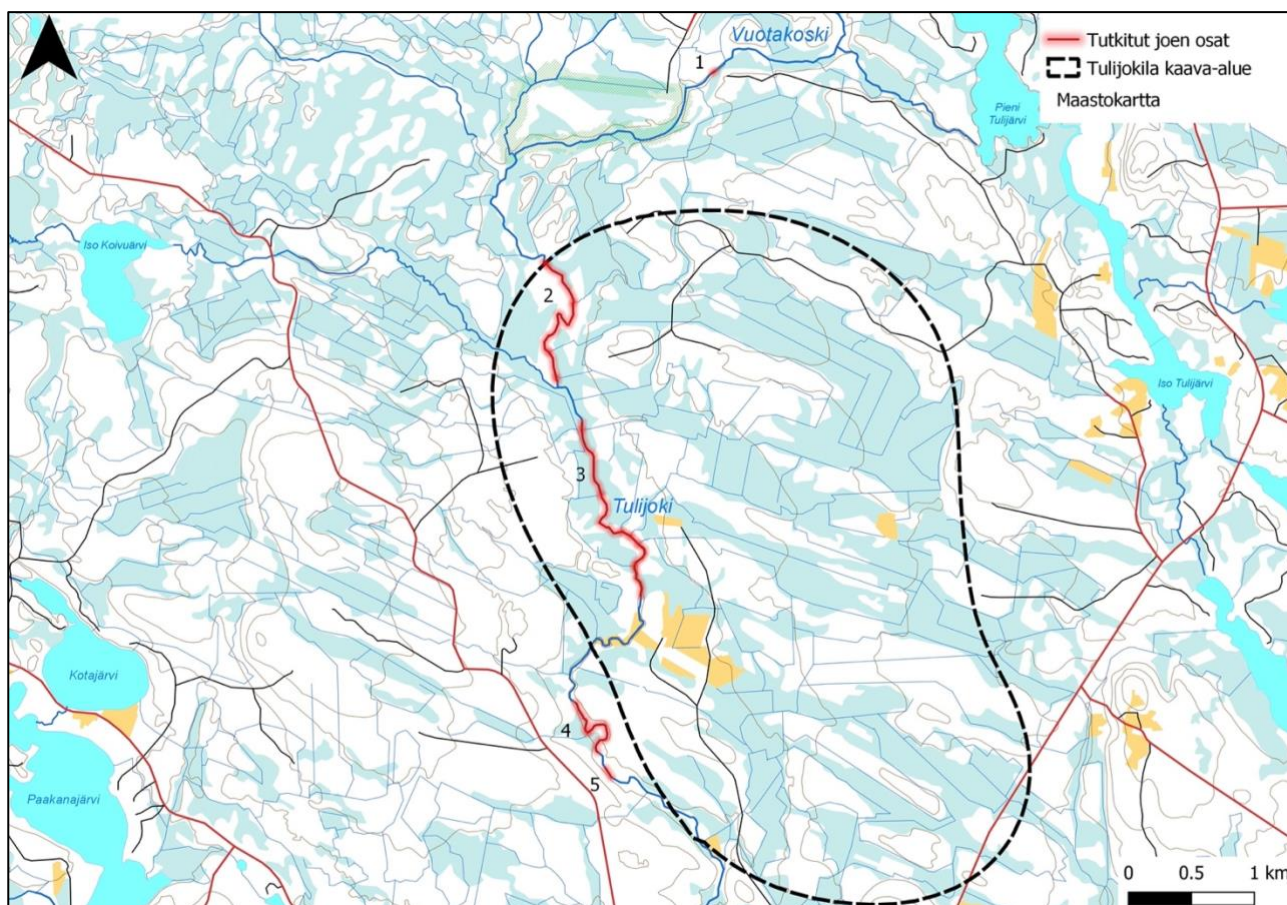 Vuotakoski
1
Tutkitut joen osat
Tulijokila kaava-alue
Maastokartta
Pieni
Tulijärvi
Iso Koivuärvi
2
Iso Tulijärvi
3
Tulijoki
Kotajärvi
4
5
Paakanajärvi
0 0.5 1 km